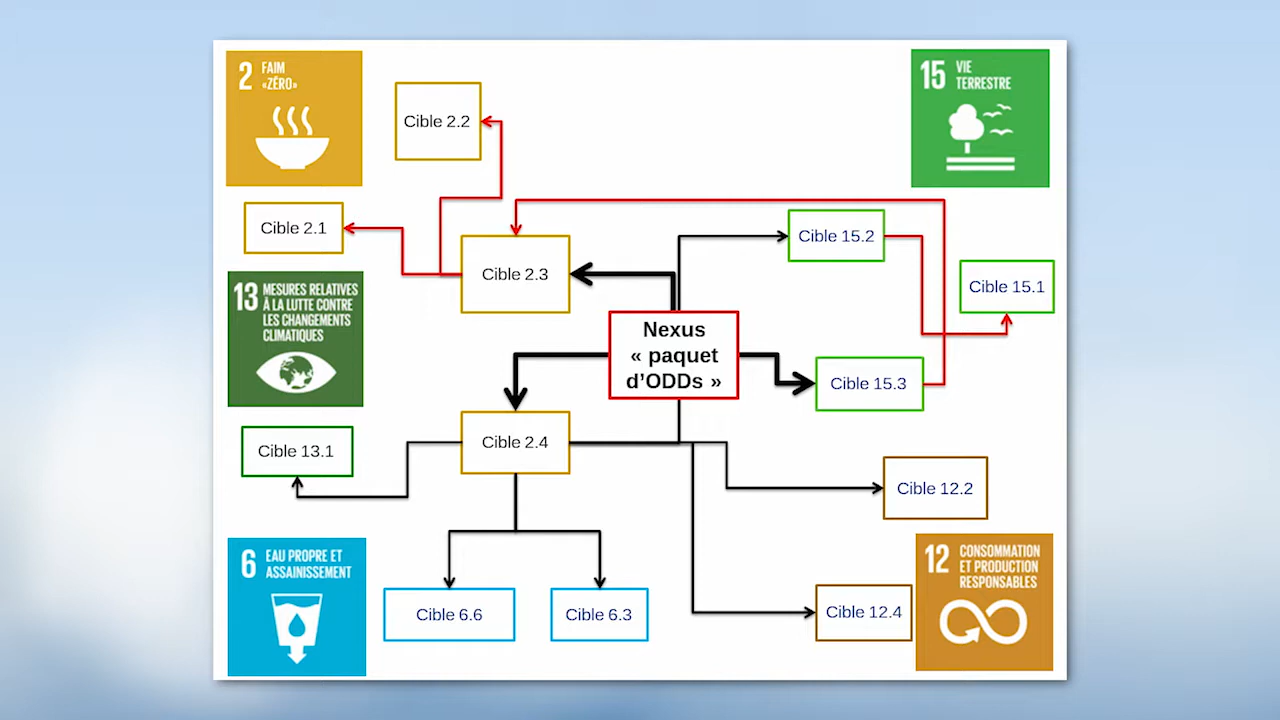 2 FAIM
«ZÉRO»
Cible 2.2
15 VIE
TERRESTRE
Cible 2.1
Cible 2.3
Cible 15.2
Cible 15.1
13 MESURES RELATIVES
À LA LUTTE CONTRE
LES CHANGEMENTS
CLIMATIQUES
Nexus
« paquet
d’ODDs »
Cible 15.3
Cible 13.1
Cible 2.4
Cible 12.2
6 EAU PROPRE ET
ASSAINISSEMENT
Cible 6.6
Cible 6.3
Cible 12.4
12 CONSOMMATION
ET PRODUCTION
RESPONSABLES